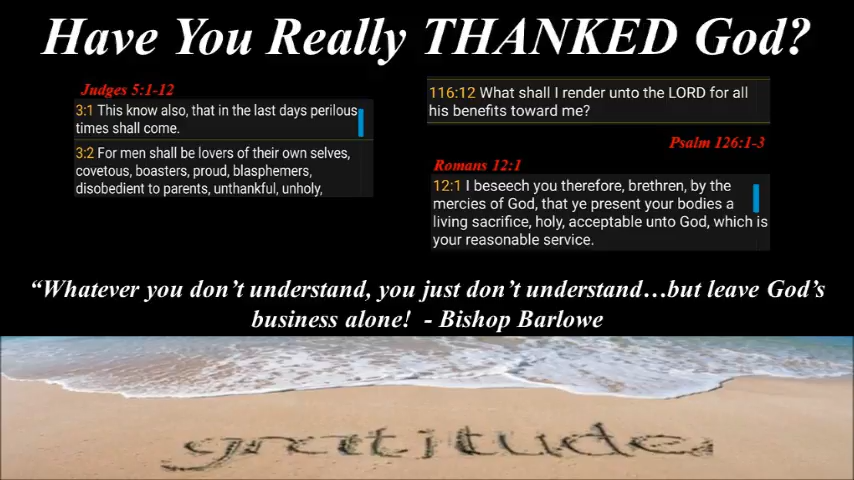 Have You Really THANKED God?
Judges 5:1-12
3:1 This know also, that in the last days perilous
times shall come.
3:2 For men shall be lovers of their own selves,
covetous, boasters, proud, blasphemers,
disobedient to parents, unthankful, unholy,
116:12 What shall I render unto the LORD for all
his benefits toward me?
Psalm 126:1-3
Romans 12:1
12:1 I beseech you therefore, brethren, by the
mercies of God, that ye present your bodies a
living sacrifice, holy, acceptable unto God, which is
your reasonable service.
“Whatever you don’t understand, you just don’t understand…but leave God’s
business alone! - Bishop Barlowe
gratitude